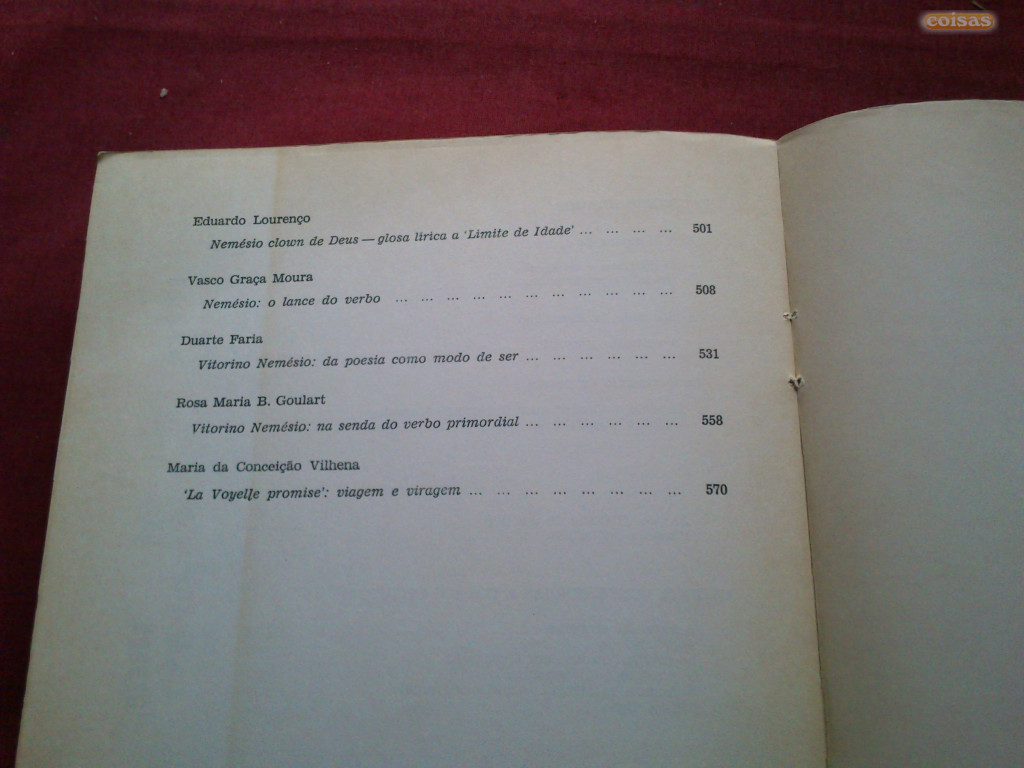 coisas
Eduardo Lourenço
Nemésio clown de Deus — glosa lírica a 'Limite de Idade' ... ... ... ... 501
Vasco Graça Moura
Nemésio: o lance do verbo ... ... ... ... ... ... ... ... ... ... ... 508
Duarte Faria
Vitorino Nemésio: da poesia como modo de ser ... ... ... ... ... ... 531
Rosa Maria B. Goulart
Vitorino Nemésio: na senda do verbo primordial ... ... ... ... ... ... 558
Maria da Conceição Vilhena
'La Voyelle promise': viagem e viragem ... ... ... ... ... ... ... ... 570